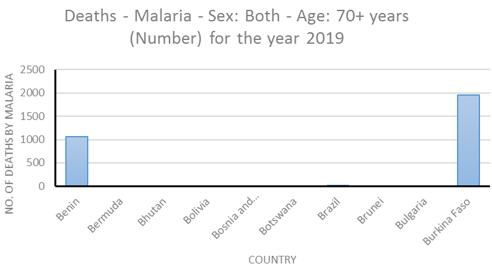 Deaths - Malaria - Sex: Both - Age: 70+ years
(Number) for the year 2019
NO. OF DEATHS BY MALARIA
2500
2000
1500
1000
500
0
Benin
Bermuda
Bhutan
Bolivia
Bosnia and...
Botswana
Brazil
Brunei
Bulgaria
Burkina Faso
COUNTRY